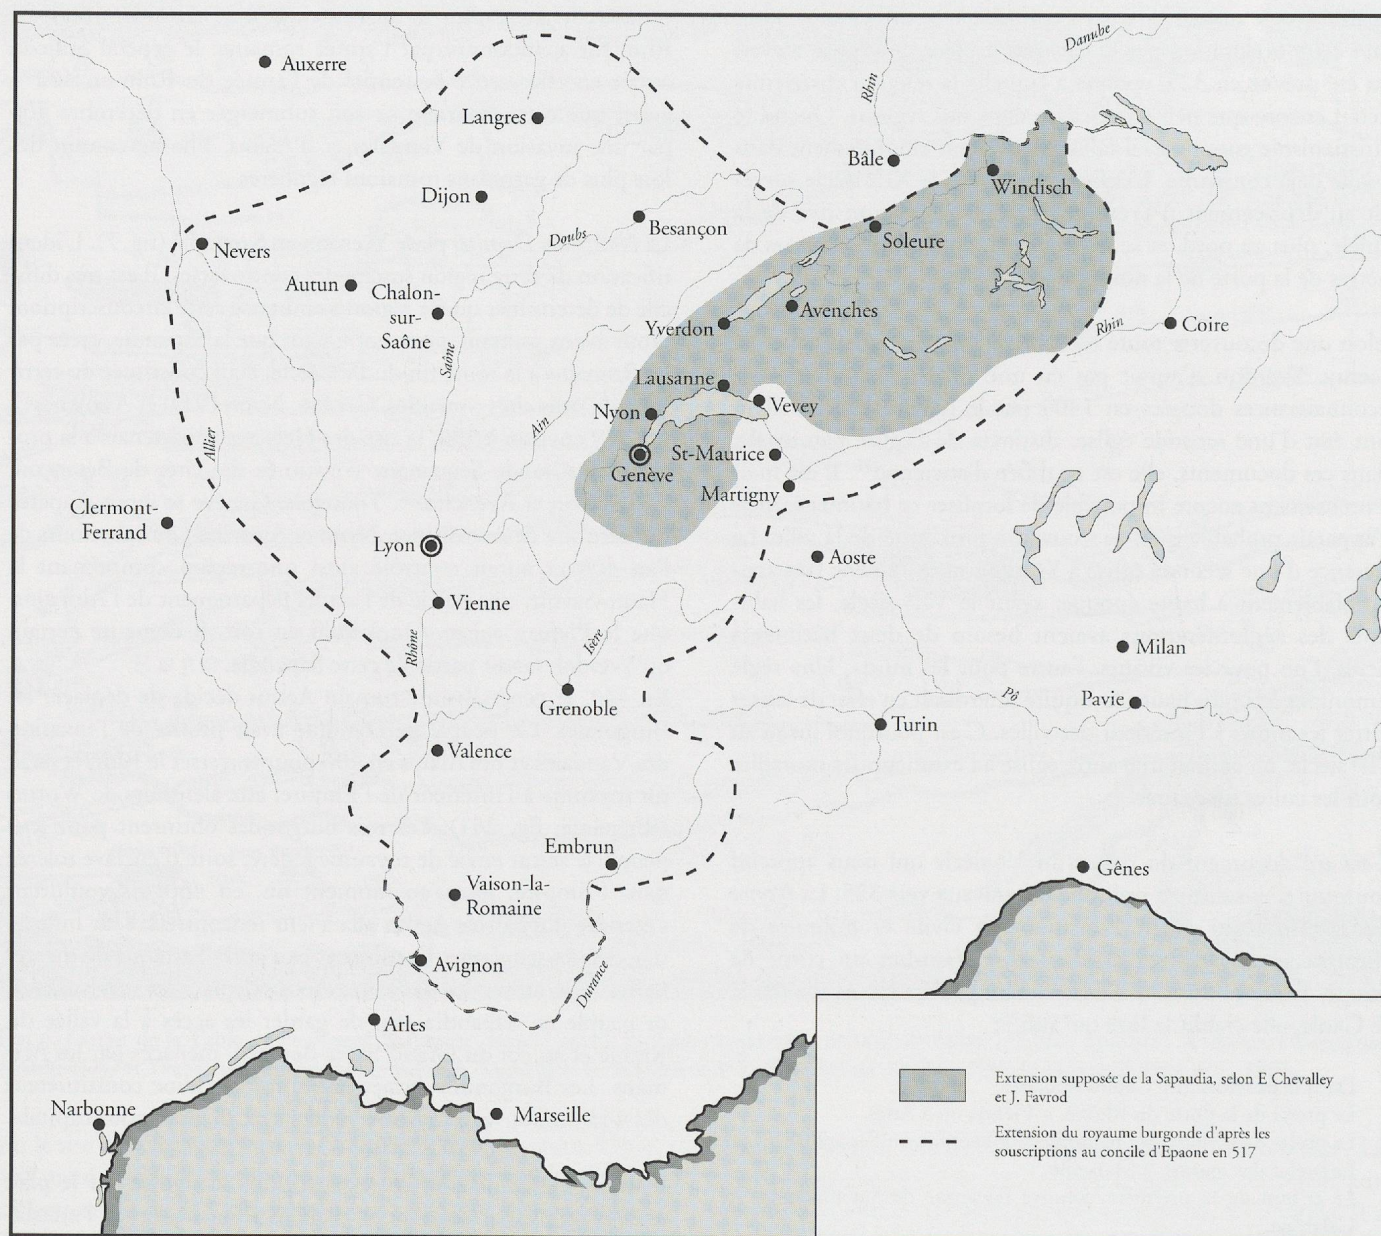 Danube
Auxerre
Rhin
Langres
Bâle
Windisch
Dijon
Besançon
Doubs
Soleure
Nevers
Autun
Chalon-
sur-
Saône
Avenches
Yverdon
Rhin
Coire
Saône
Lausanne
Vevey
Nyon
Ain
Allier
Genève
St-Maurice
Martigny
Clermont-
Ferrand
Lyon
Aoste
Vienne
Rhône
Isère
Milan
Grenoble
Pô
Pavie
Turin
Valence
Embrun
Gênes
Vaison-la-
Romaine
Avignon
Durance
Arles
Narbonne
Marseille
Extension supposée de la Sapaudia, selon F. Chevalley
et J. Favrod
Extension du royaume burgonde d'après les
souscriptions au concile d'Epaone en 517